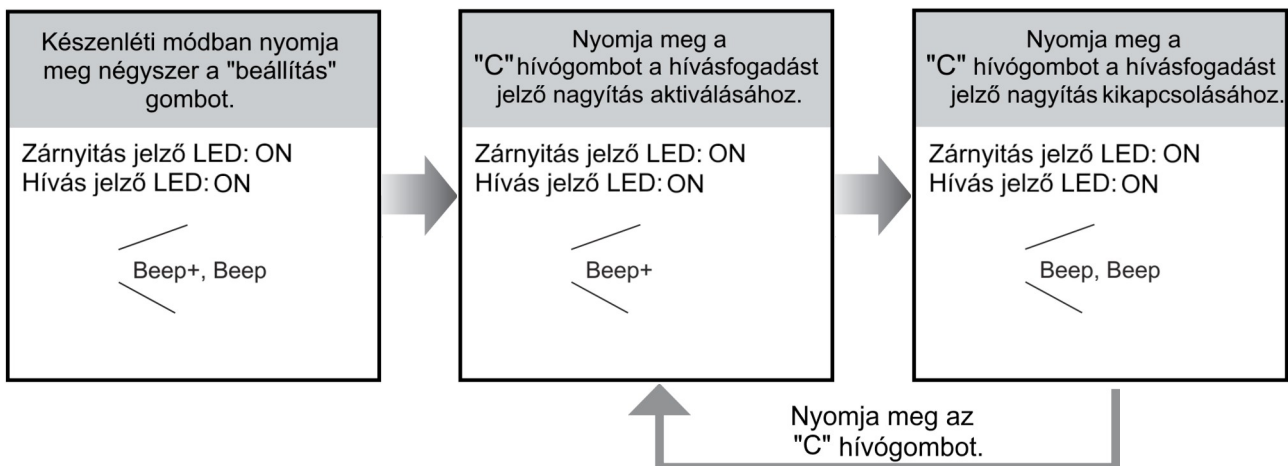 Készenléti módban nyomja
meg négyszer a "beállítás"
gombot.
Zárnyitás jelző LED: ON
Hívás jelző LED: ON
Beep+, Beep
Nyomja meg a
"C" hívógombot a hívásfogadást
jelző nagyítás aktiválásához.
Zárnyitás jelző LED: ON
Hívás jelző LED: ON
Beep+
Nyomja meg a
"C" hívógombot a hívásfogadást
jelző nagyítás kikapcsolásához.
Zárnyitás jelző LED: ON
Hívás jelző LED: ON
Beep, Beep
Nyomja meg az
"C" hívógombot.